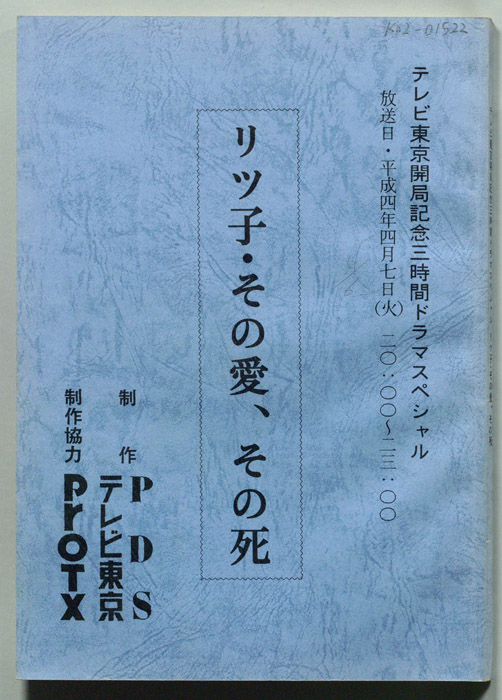 K02-01522
テレビ東京開局記念三時間ドラマスペシャル
放送日・平成四年四月七日(火) 二〇:〇〇~二三:〇〇
リツ子・その愛、その死
制作
PDS
テレビ東京
制作協力
PROTX